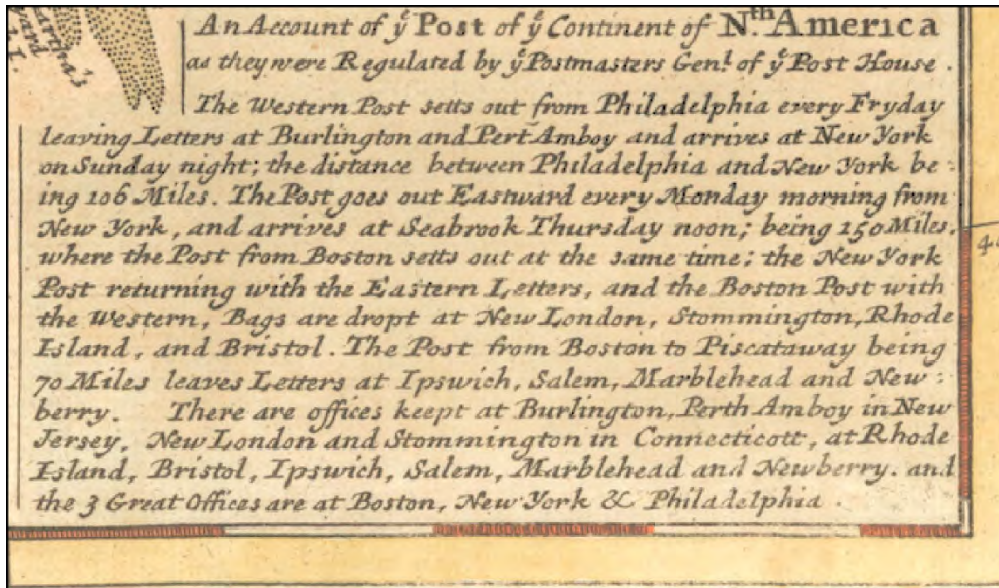 Martha's
yard
I.
An Account of yͤ Post of yͤ Continent of Nth. America
as they were Regulated by yͤ Postmasters Genl. of yͤ Post House.
The Western Post setts out from Philadelphia every Fryday
leaving Letters at Burlington and Pert Amboy and arrives at New York
on Sunday night; the distance between Philadelphia and New York be-
ing 106 Miles. The Post goes out Eastward every Monday morning from
New York, and arrives at Seabrook Thursday noon; being 150 Miles,
where the Post from Boston setts out at the same time; the New York
Post returning with the Eastern Letters, and the Boston Post with
the Western, Bags are dropt at New London, Stommington, Rhode
Island, and Bristol. The Post from Boston to Piscataway being
70 Miles leaves Letters at Ipswich, Salem, Marblehead and New-
berry. There are offices keept at Burlington, Perth Amboy in New
Jersey, New London and Stommington in Connecticott, at Rhode
Island, Bristol, Ipswich, Salem, Marblehead and Newberry. and
the 3 Great Offices are at Boston, New York & Philadelphia.